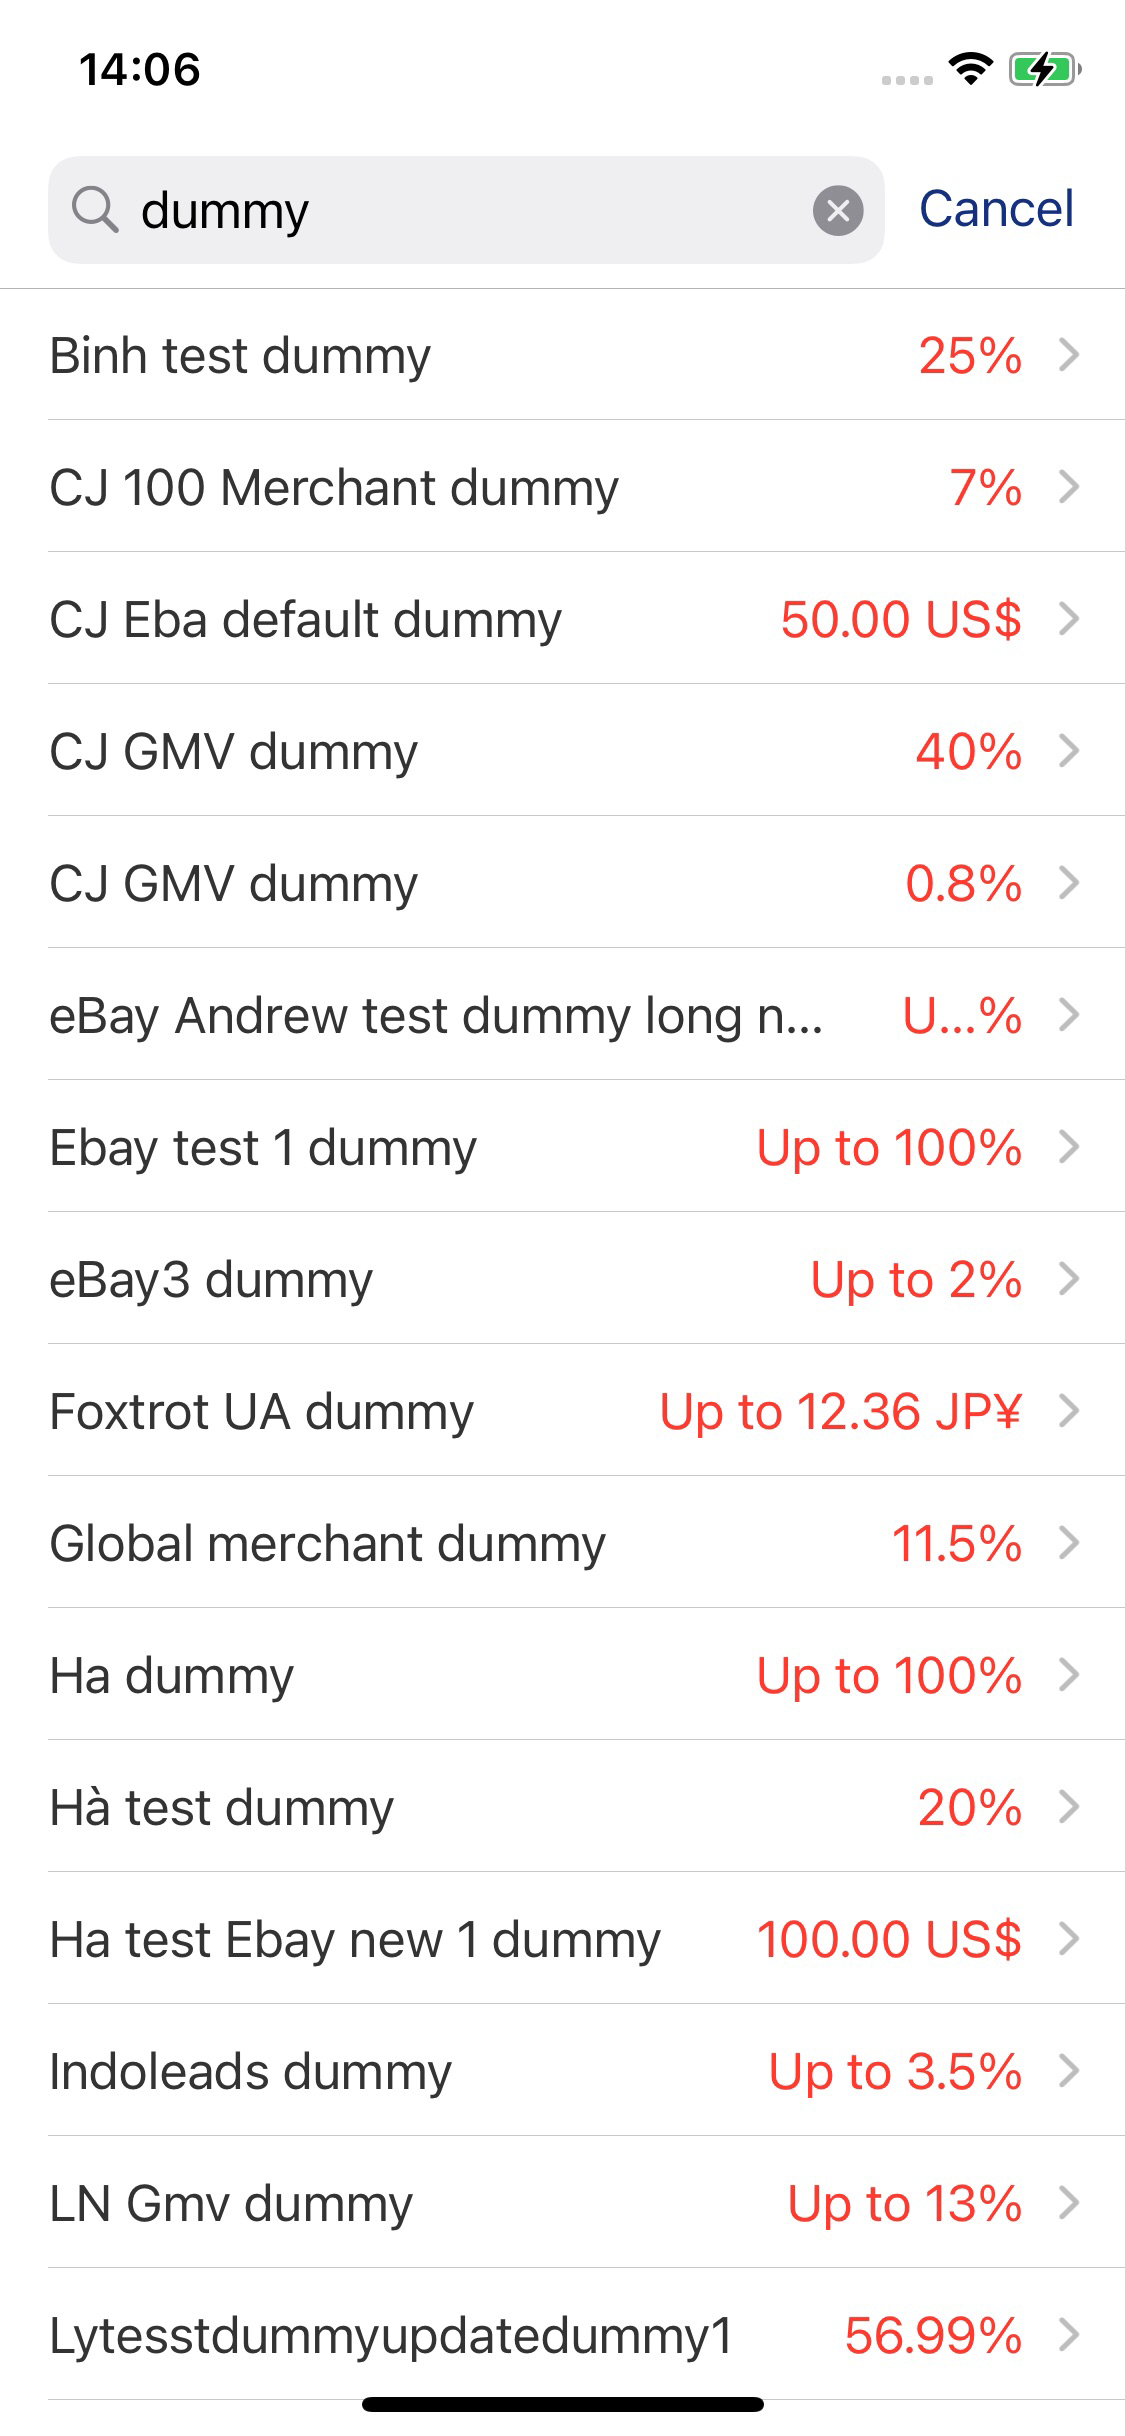 14:06
dummy
Cancel
Binh test dummy 25%
CJ 100 Merchant dummy 7%
CJ Eba default dummy 50.00 US$
CJ GMV dummy 40%
CJ GMV dummy 0.8%
eBay Andrew test dummy long n... U...%
Ebay test 1 dummy Up to 100%
eBay3 dummy Up to 2%
Foxtrot UA dummy Up to 12.36 JP¥
Global merchant dummy 11.5%
Ha dummy Up to 100%
Hà test dummy 20%
Ha test Ebay new 1 dummy 100.00 US$
Indoleads dummy Up to 3.5%
LN Gmv dummy Up to 13%
Lytesstdummyupdatedummy1 56.99%